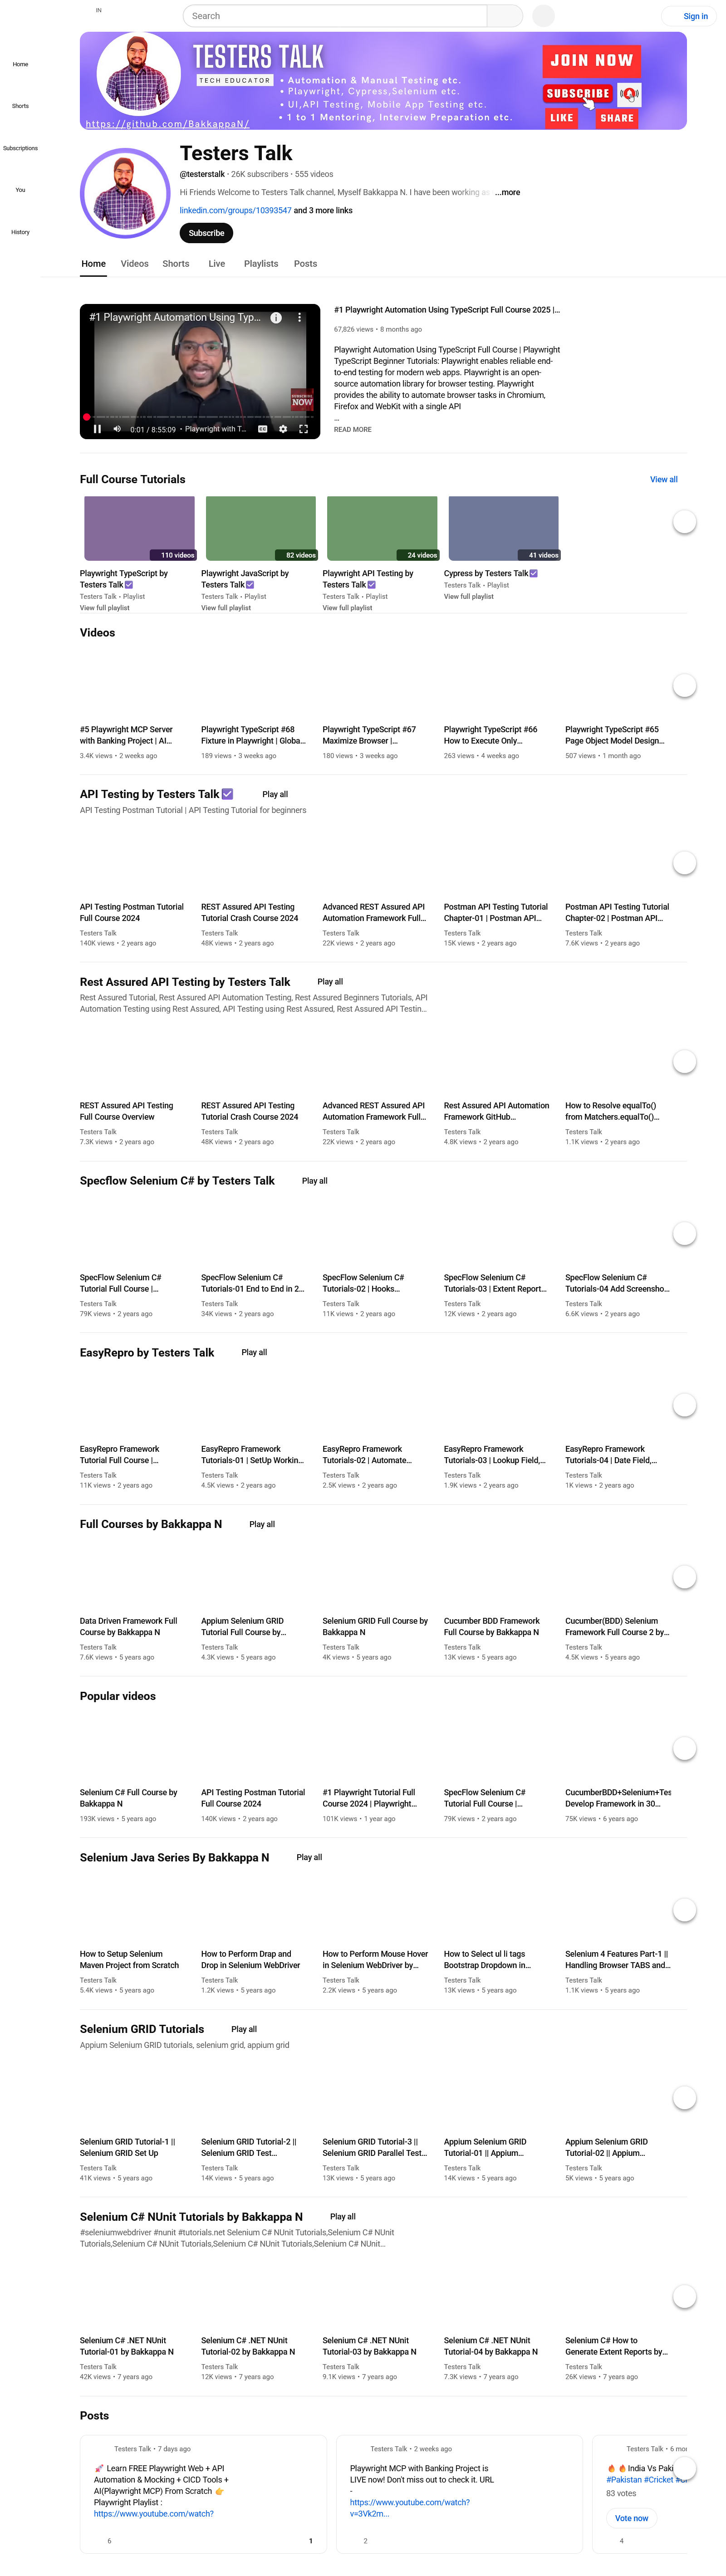 IN
Search
Sign in
Home
Shorts
Subscriptions
You
History
TESTERS TALK
TECH EDUCATOR
• Automation & Manual Testing etc.
• Playwright, Cypress,Selenium etc.
• UI,API Testing, Mobile App Testing etc.
• 1 to 1 Mentoring, Interview Preparation etc.
https://github.com/BakkappaN/
JOIN NOW
SUBSCRIBE
LIKE
SHARE
Testers Talk
@testerstalk • 26K subscribers • 555 videos
Hi Friends Welcome to Testers Talk channel, Myself Bakkappa N. I have been working as ...more
linkedin.com/groups/10393547 and 3 more links
Subscribe
Home Videos Shorts Live Playlists Posts
#1 Playwright Automation Using Typ...
SUBSCRIBE
NOW
0:01 / 8:55:09 • Playwright with T...
#1 Playwright Automation Using TypeScript Full Course 2025 |...
67,826 views • 8 months ago
Playwright Automation Using TypeScript Full Course | Playwright
TypeScript Beginner Tutorials: Playwright enables reliable end-
to-end testing for modern web apps. Playwright is an open-
source automation library for browser testing. Playwright
provides the ability to automate browser tasks in Chromium,
Firefox and WebKit with a single API
...
READ MORE
Full Course Tutorials
View all
110 videos
82 videos
24 videos
41 videos
Playwright TypeScript by
Testers Talk☑️
Testers Talk • Playlist
View full playlist
Playwright JavaScript by
Testers Talk☑️
Testers Talk • Playlist
View full playlist
Playwright API Testing by
Testers Talk☑️
Testers Talk • Playlist
View full playlist
Cypress by Testers Talk☑️
Testers Talk • Playlist
View full playlist
Videos
#5 Playwright MCP Server
with Banking Project | AI...
3.4K views • 2 weeks ago
Playwright TypeScript #68
Fixture in Playwright | Globa...
189 views • 3 weeks ago
Playwright TypeScript #67
Maximize Browser |...
180 views • 3 weeks ago
Playwright TypeScript #66
How to Execute Only...
263 views • 4 weeks ago
Playwright TypeScript #65
Page Object Model Design...
507 views • 1 month ago
API Testing by Testers Talk☑️
Play all
API Testing Postman Tutorial | API Testing Tutorial for beginners
API Testing Postman Tutorial
Full Course 2024
Testers Talk
140K views • 2 years ago
REST Assured API Testing
Tutorial Crash Course 2024
Testers Talk
48K views • 2 years ago
Advanced REST Assured API
Automation Framework Full...
Testers Talk
22K views • 2 years ago
Postman API Testing Tutorial
Chapter-01 | Postman API...
Testers Talk
15K views • 2 years ago
Postman API Testing Tutorial
Chapter-02 | Postman API...
Testers Talk
7.6K views • 2 years ago
Rest Assured API Testing by Testers Talk
Play all
Rest Assured Tutorial, Rest Assured API Automation Testing, Rest Assured Beginners Tutorials, API
Automation Testing using Rest Assured, API Testing using Rest Assured, Rest Assured API Testin...
REST Assured API Testing
Full Course Overview
Testers Talk
7.3K views • 2 years ago
REST Assured API Testing
Tutorial Crash Course 2024
Testers Talk
48K views • 2 years ago
Advanced REST Assured API
Automation Framework Full...
Testers Talk
22K views • 2 years ago
Rest Assured API Automation
Framework GitHub...
Testers Talk
4.8K views • 2 years ago
How to Resolve equalTo()
from Matchers.equalTo()...
Testers Talk
1.1K views • 2 years ago
Specflow Selenium C# by Testers Talk
Play all
SpecFlow Selenium C#
Tutorial Full Course |...
Testers Talk
79K views • 2 years ago
SpecFlow Selenium C#
Tutorials-01 End to End in 2...
Testers Talk
34K views • 2 years ago
SpecFlow Selenium C#
Tutorials-02 | Hooks...
Testers Talk
11K views • 2 years ago
SpecFlow Selenium C#
Tutorials-03 | Extent Report...
Testers Talk
12K views • 2 years ago
SpecFlow Selenium C#
Tutorials-04 Add Screensho...
Testers Talk
6.6K views • 2 years ago
EasyRepro by Testers Talk
Play all
EasyRepro Framework
Tutorial Full Course |...
Testers Talk
11K views • 2 years ago
EasyRepro Framework
Tutorials-01 | SetUp Workin...
Testers Talk
4.5K views • 2 years ago
EasyRepro Framework
Tutorials-02 | Automate...
Testers Talk
2.5K views • 2 years ago
EasyRepro Framework
Tutorials-03 | Lookup Field,...
Testers Talk
1.9K views • 2 years ago
EasyRepro Framework
Tutorials-04 | Date Field,...
Testers Talk
1K views • 2 years ago
Full Courses by Bakkappa N
Play all
Data Driven Framework Full
Course by Bakkappa N
Testers Talk
7.6K views • 5 years ago
Appium Selenium GRID
Tutorial Full Course by...
Testers Talk
4.3K views • 5 years ago
Selenium GRID Full Course by
Bakkappa N
Testers Talk
4K views • 5 years ago
Cucumber BDD Framework
Full Course by Bakkappa N
Testers Talk
13K views • 5 years ago
Cucumber(BDD) Selenium
Framework Full Course 2 by...
Testers Talk
4.5K views • 5 years ago
Popular videos
Selenium C# Full Course by
Bakkappa N
193K views • 5 years ago
API Testing Postman Tutorial
Full Course 2024
140K views • 2 years ago
#1 Playwright Tutorial Full
Course 2024 | Playwright...
101K views • 1 year ago
SpecFlow Selenium C#
Tutorial Full Course |...
79K views • 2 years ago
CucumberBDD+Selenium+Tes
Develop Framework in 30...
75K views • 6 years ago
Selenium Java Series By Bakkappa N
Play all
How to Setup Selenium
Maven Project from Scratch
Testers Talk
5.4K views • 5 years ago
How to Perform Drap and
Drop in Selenium WebDriver
Testers Talk
1.2K views • 5 years ago
How to Perform Mouse Hover
in Selenium WebDriver by...
Testers Talk
2.2K views • 5 years ago
How to Select ul li tags
Bootstrap Dropdown in...
Testers Talk
13K views • 5 years ago
Selenium 4 Features Part-1 ||
Handling Browser TABS and...
Testers Talk
1.1K views • 5 years ago
Selenium GRID Tutorials
Play all
Appium Selenium GRID tutorials, selenium grid, appium grid
Selenium GRID Tutorial-1 ||
Selenium GRID Set Up
Testers Talk
41K views • 5 years ago
Selenium GRID Tutorial-2 ||
Selenium GRID Test...
Testers Talk
14K views • 5 years ago
Selenium GRID Tutorial-3 ||
Selenium GRID Parallel Test...
Testers Talk
13K views • 5 years ago
Appium Selenium GRID
Tutorial-01 || Appium...
Testers Talk
14K views • 5 years ago
Appium Selenium GRID
Tutorial-02 || Appium...
Testers Talk
5K views • 5 years ago
Selenium C# NUnit Tutorials by Bakkappa N
Play all
#seleniumwebdriver #nunit #tutorials.net Selenium C# NUnit Tutorials,Selenium C# NUnit
Tutorials,Selenium C# NUnit Tutorials,Selenium C# NUnit Tutorials,Selenium C# NUnit...
Selenium C# .NET NUnit
Tutorial-01 by Bakkappa N
Testers Talk
42K views • 7 years ago
Selenium C# .NET NUnit
Tutorial-02 by Bakkappa N
Testers Talk
12K views • 7 years ago
Selenium C# .NET NUnit
Tutorial-03 by Bakkappa N
Testers Talk
9.1K views • 7 years ago
Selenium C# .NET NUnit
Tutorial-04 by Bakkappa N
Testers Talk
7.3K views • 7 years ago
Selenium C# How to
Generate Extent Reports by...
Testers Talk
26K views • 7 years ago
Posts
Testers Talk • 7 days ago
🚀 Learn FREE Playwright Web + API
Automation & Mocking + CICD Tools +
AI(Playwright MCP) From Scratch 👉
Playwright Playlist :
https://www.youtube.com/watch?
6
1
Testers Talk • 2 weeks ago
Playwright MCP with Banking Project is
LIVE now! Don't miss out to check it. URL
-
https://www.youtube.com/watch?
v=3Vk2m...
2
Testers Talk • 6 mo
🔥 🔥India Vs Paki
#Pakistan #Cricket
83 votes
Vote now
4